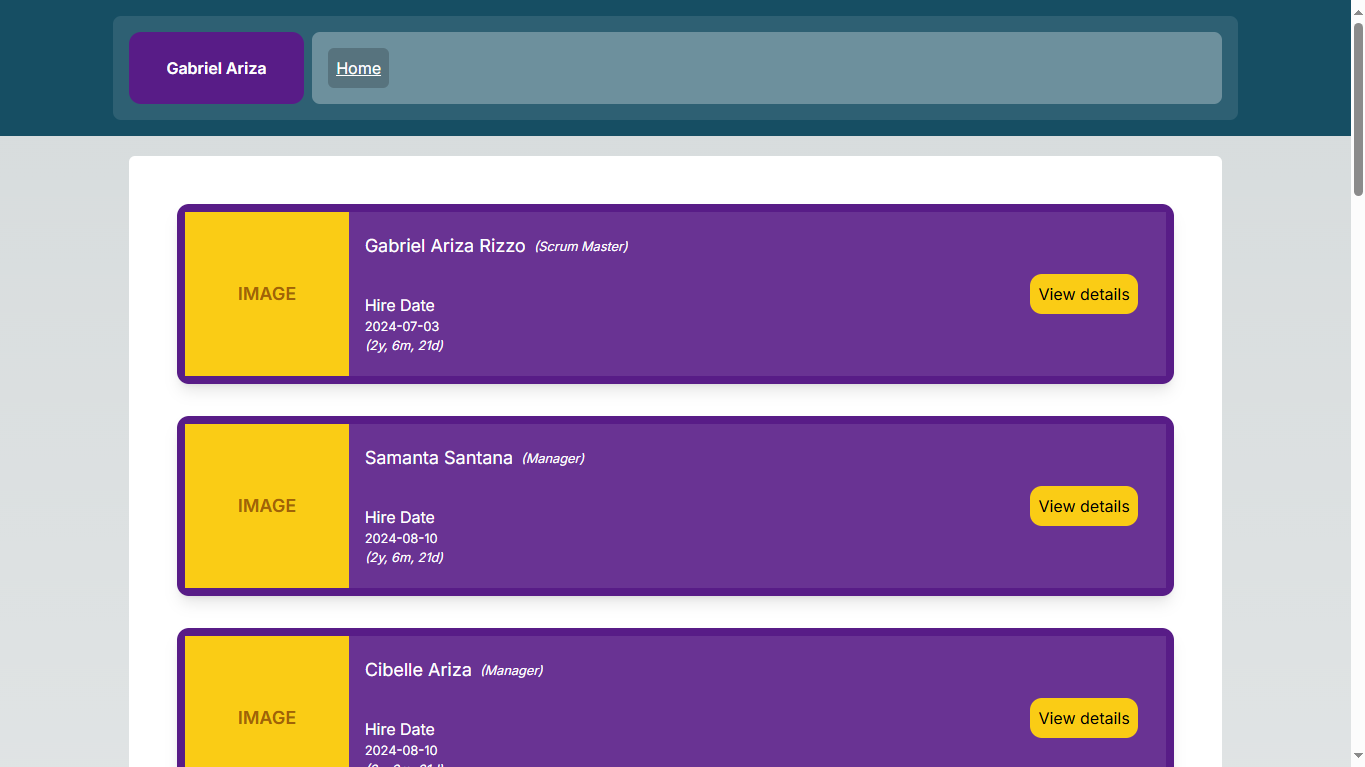 Gabriel Ariza
Home
IMAGE
Gabriel Ariza Rizzo (Scrum Master)
Hire Date
2024-07-03
(2y, 6m, 21d)
View details
IMAGE
Samanta Santana (Manager)
Hire Date
2024-08-10
(2y, 6m, 21d)
View details
IMAGE
Cibelle Ariza (Manager)
Hire Date
2024-08-10
View details